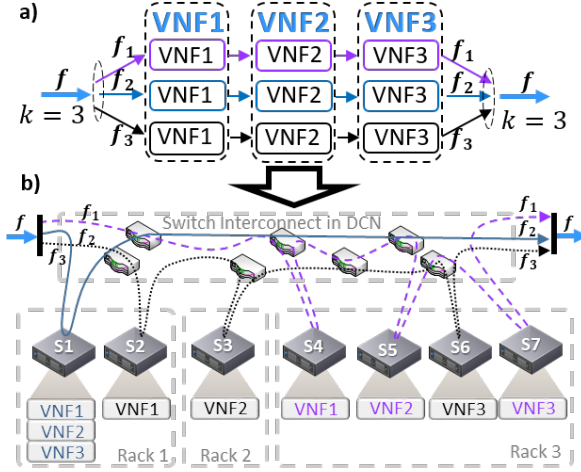 a)
VNF1 VNF2 VNF3
f1 VNF1 VNF2 VNF3 f1
f f2 VNF1 VNF2 VNF3 f2 f
k = 3 k = 3
f3 VNF1 VNF2 VNF3 f3
b)
f f1 Switch Interconnect in DCN f1
f2 f2
f3 f3
S1 S2 S3 S4 S5 S6 S7
VNF1 VNF1 VNF2 VNF1 VNF2 VNF3 VNF3
VNF2
VNF3 Rack 1 Rack 2 Rack 3